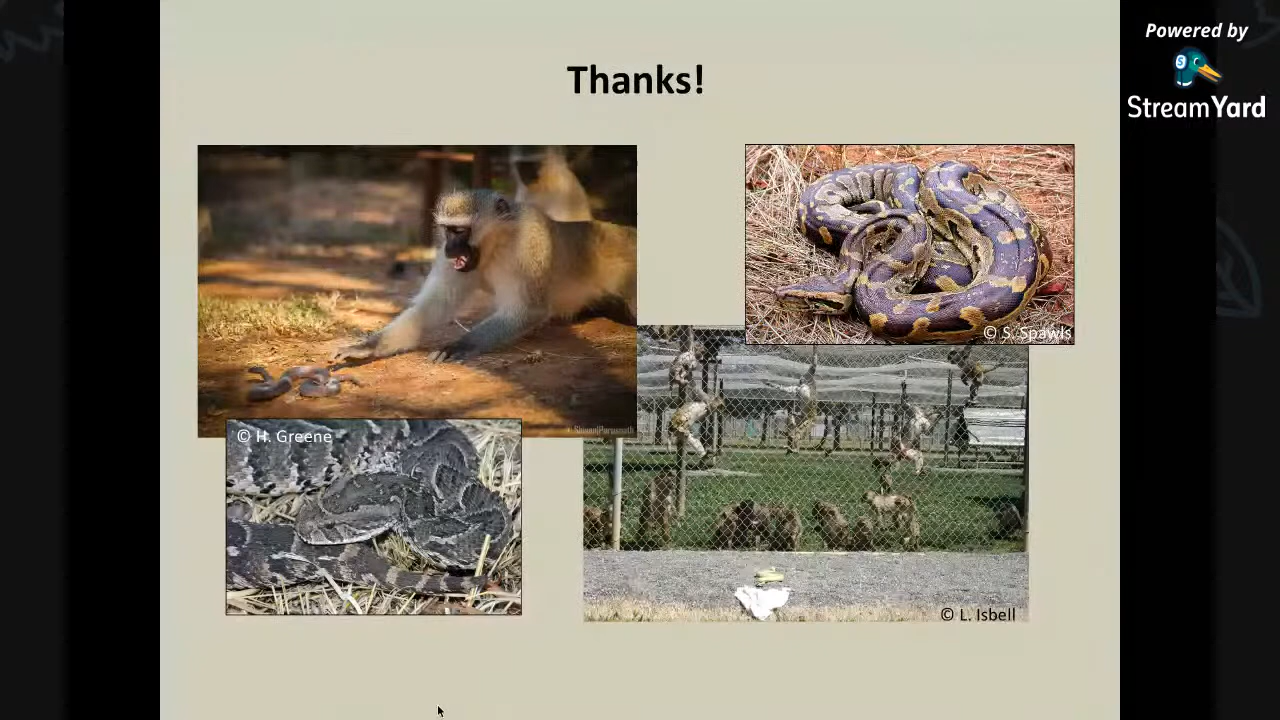 Powered by
StreamYard
Thanks!
© S. Spawls
© H. Greene
© L. Isbell